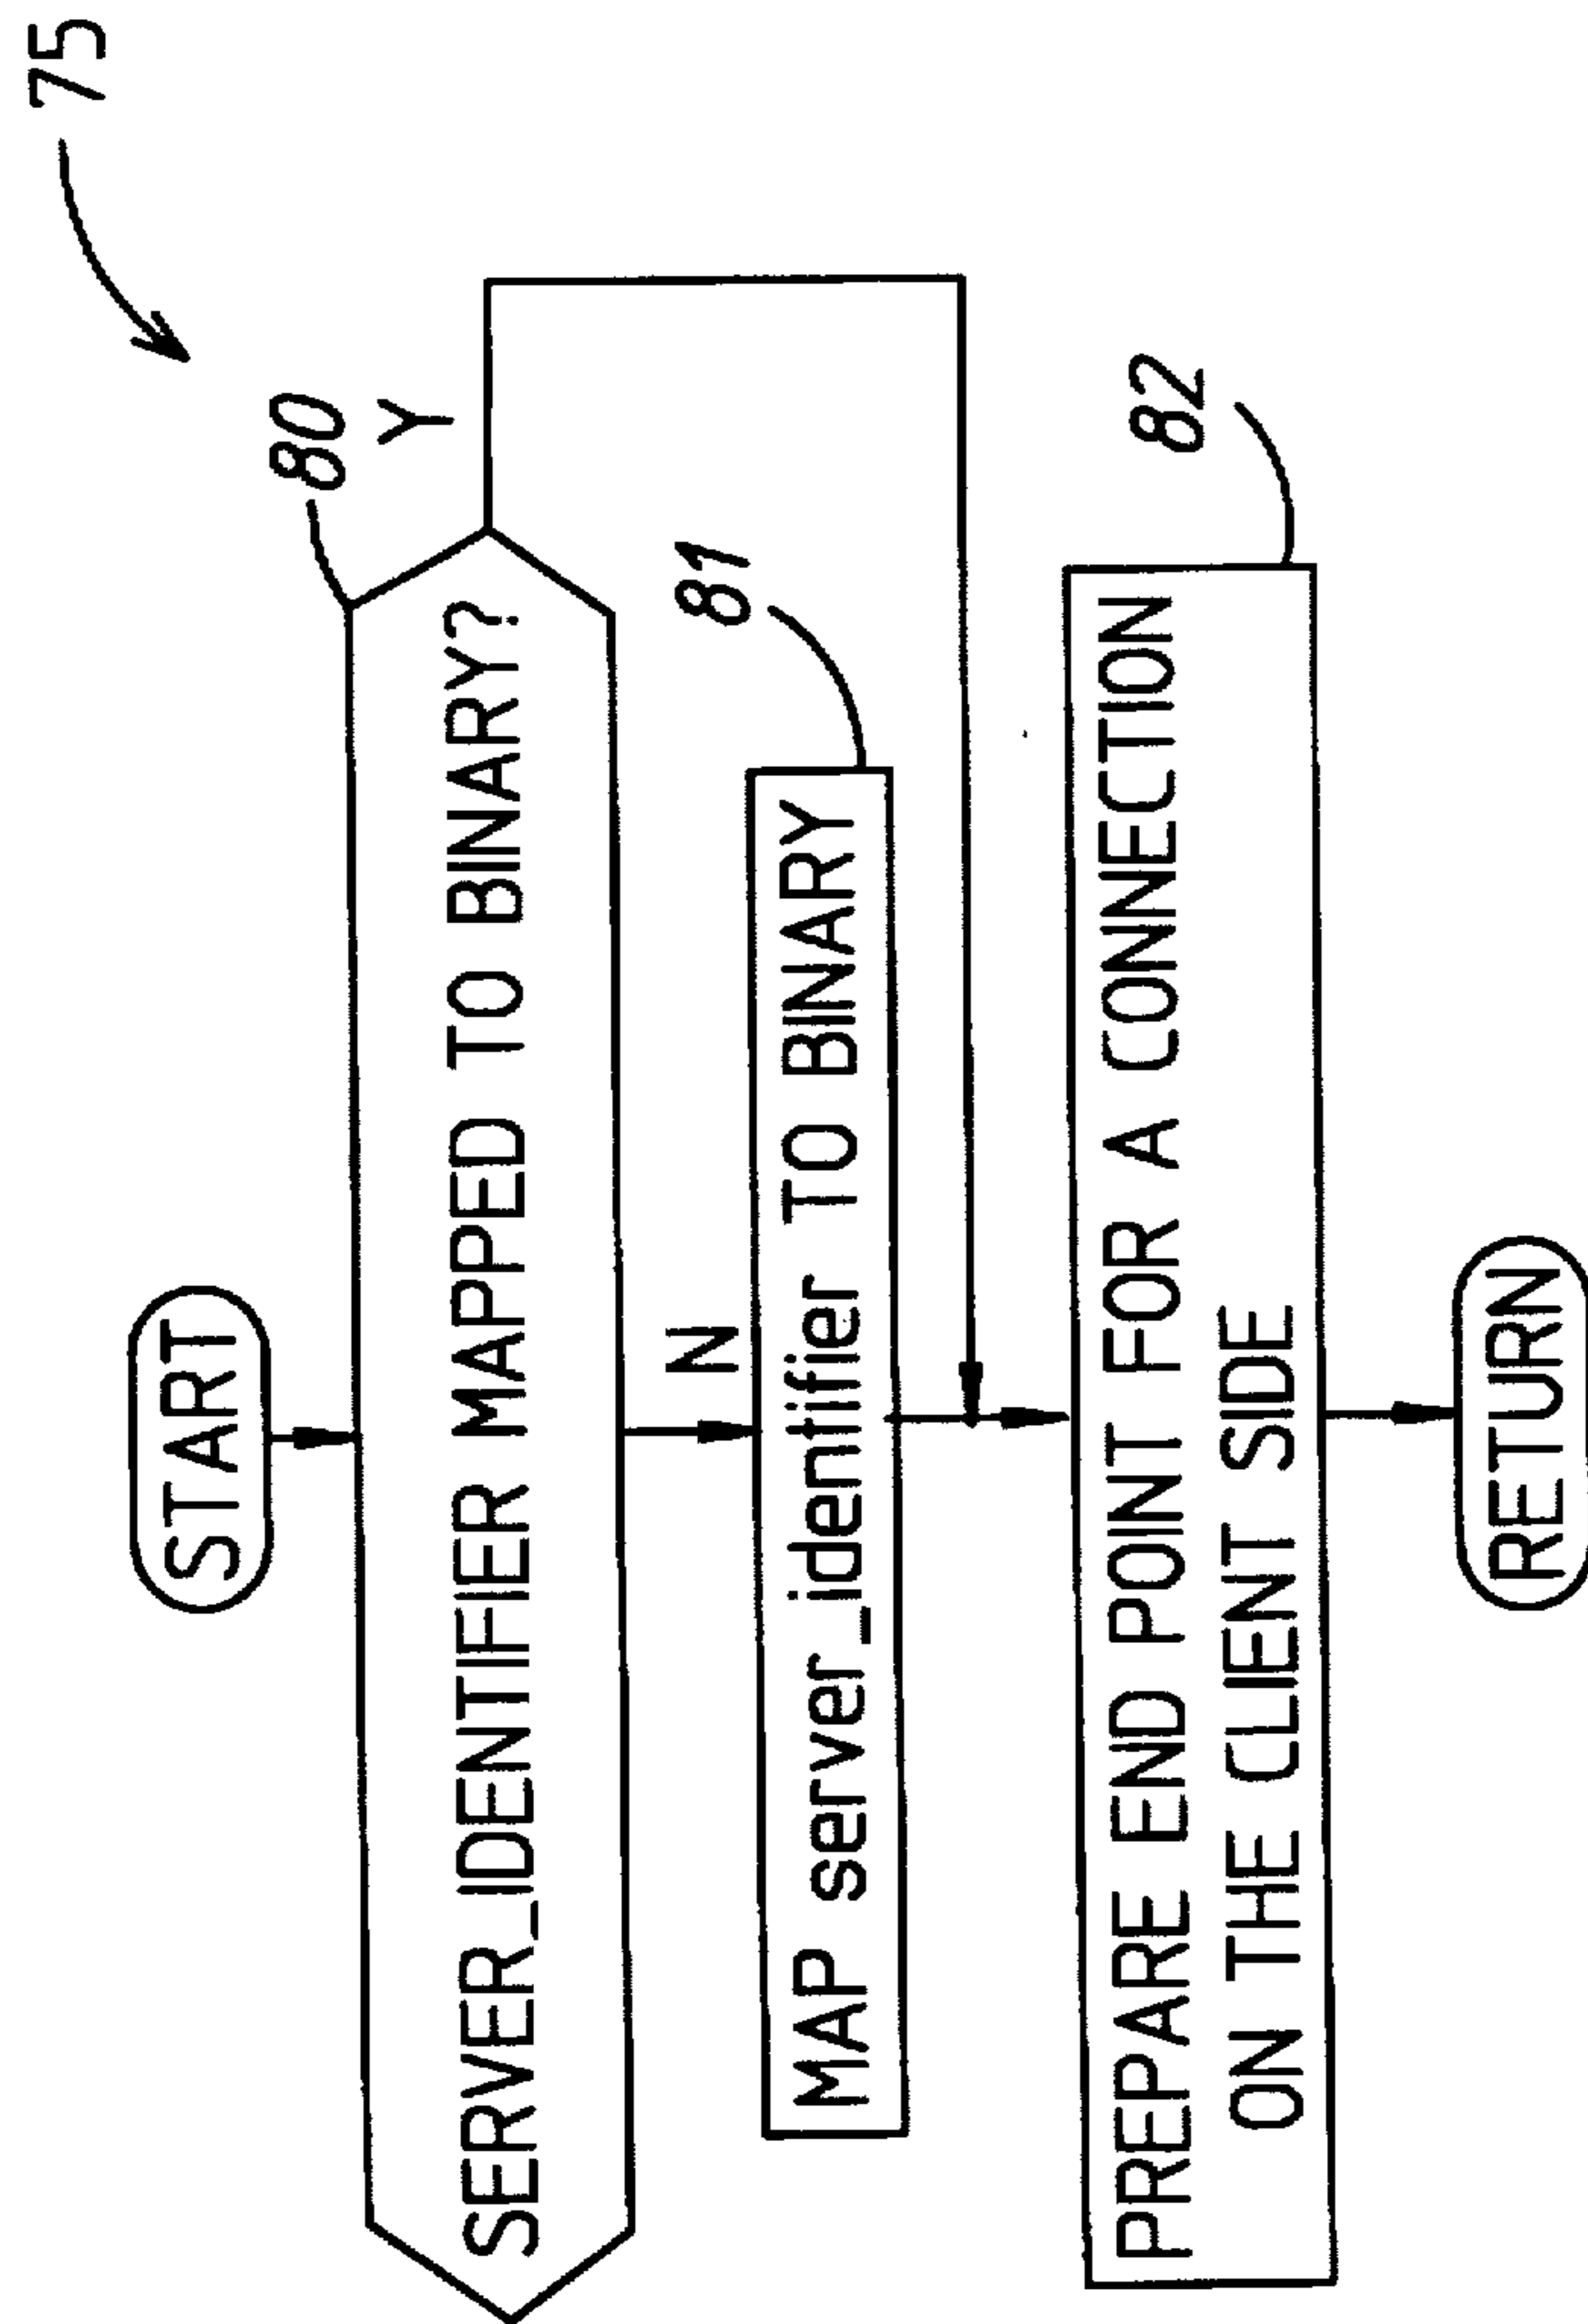 75
START
80
SERVER_IDENTIFIER MAPPED TO BINARY?
Y
N
81
MAP server_identifier TO BINARY
82
PREPARE END POINT FOR A CONNECTION
ON THE CLIENT SIDE
RETURN